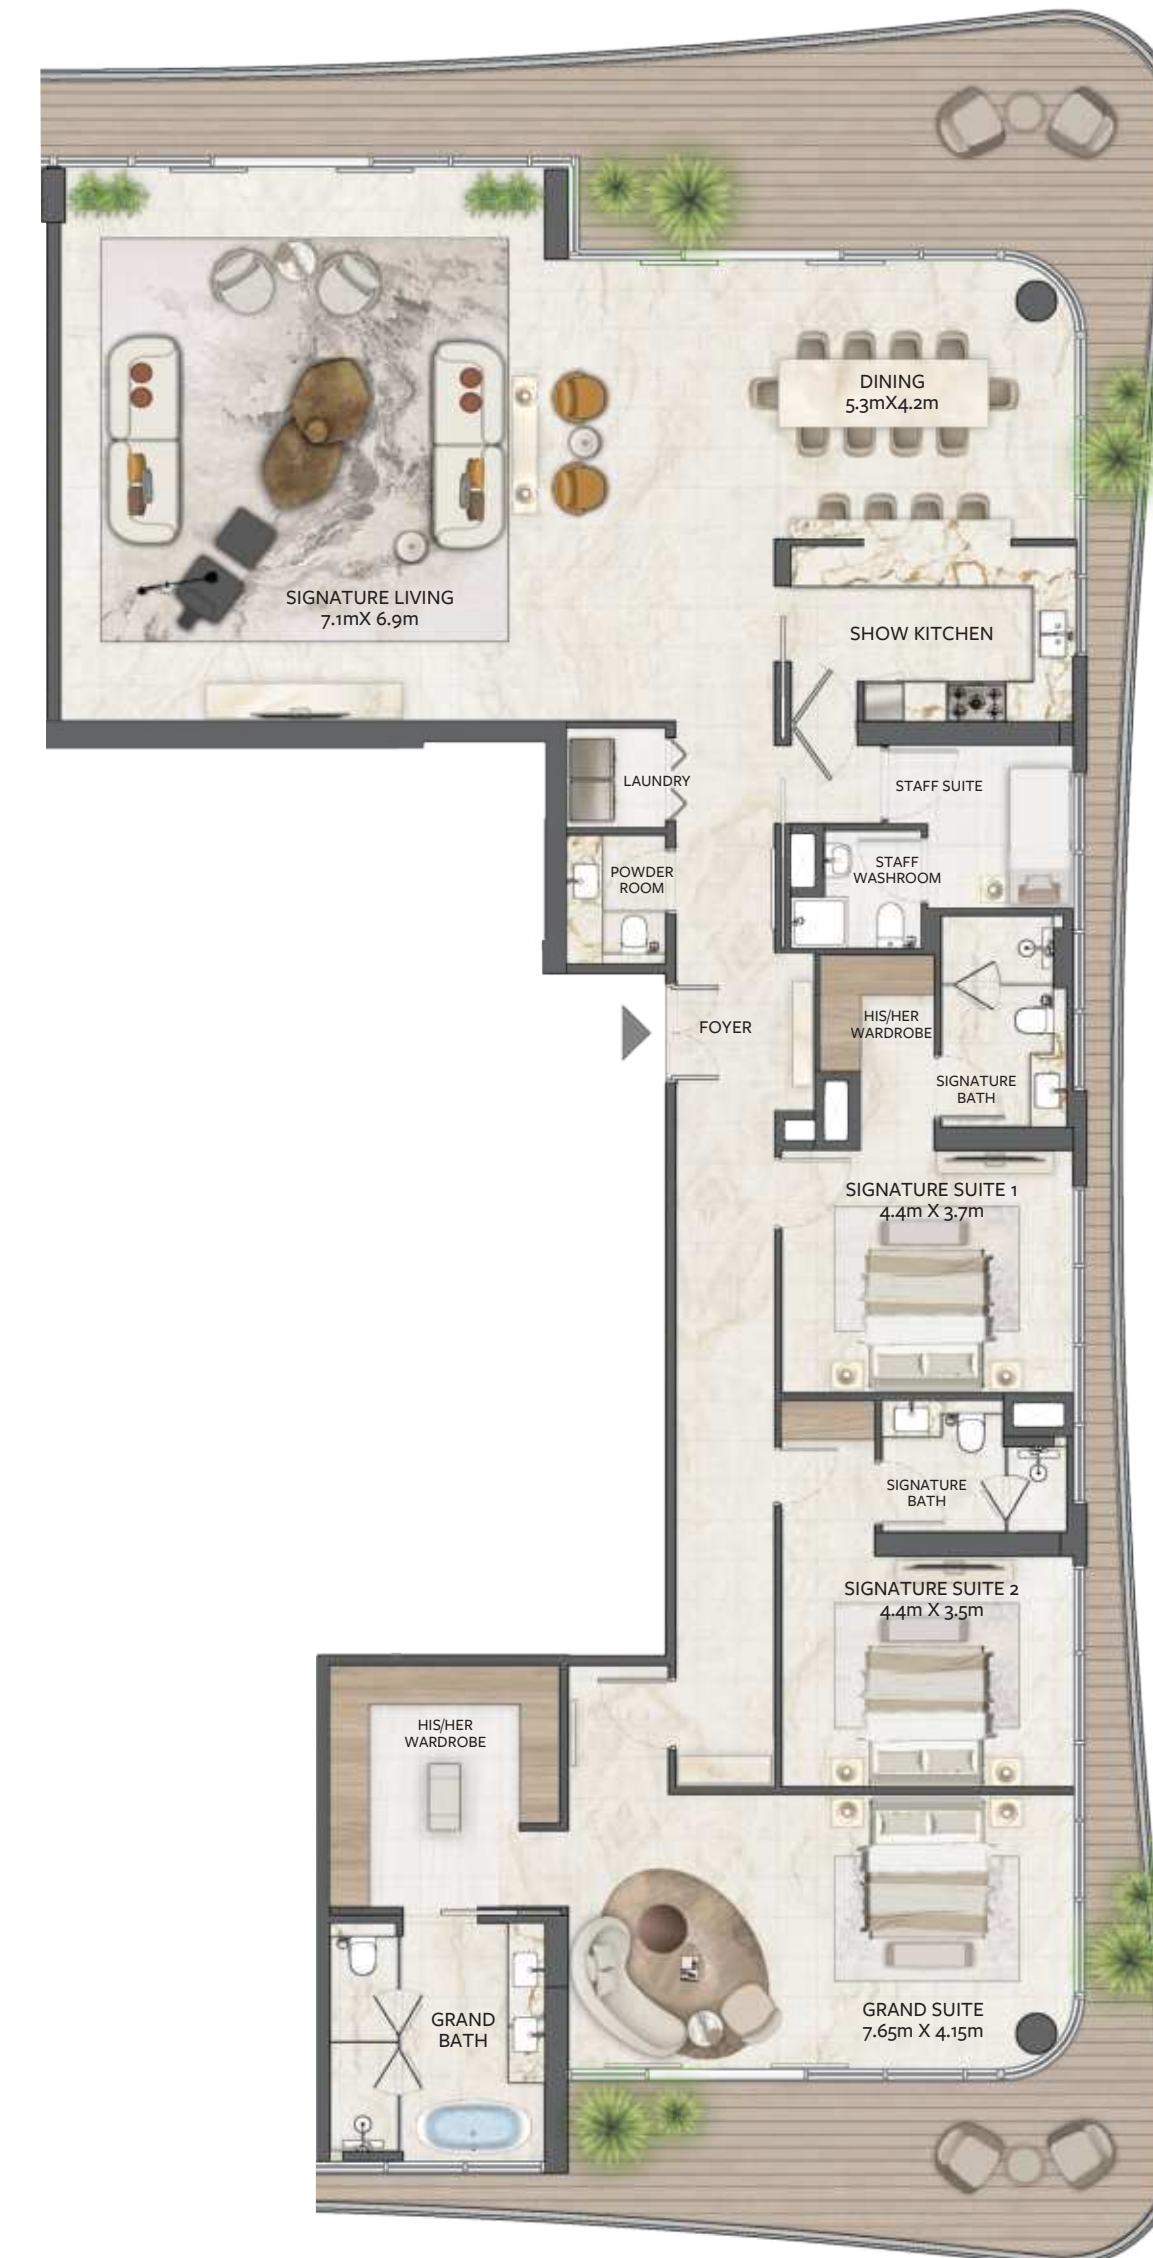 DINING
5.3mX4.2m
SIGNATURE LIVING
7.1mX 6.9m
SHOW KITCHEN
LAUNDRY
STAFF SUITE
POWDER
ROOM
STAFF
WASHROOM
FOYER
HIS/HER
WARDROBE
SIGNATURE
BATH
SIGNATURE SUITE 1
4.4m X 3.7m
SIGNATURE
BATH
SIGNATURE SUITE 2
4.4m X 3.5m
HIS/HER
WARDROBE
GRAND
BATH
GRAND SUITE
7.65m X 4.15m